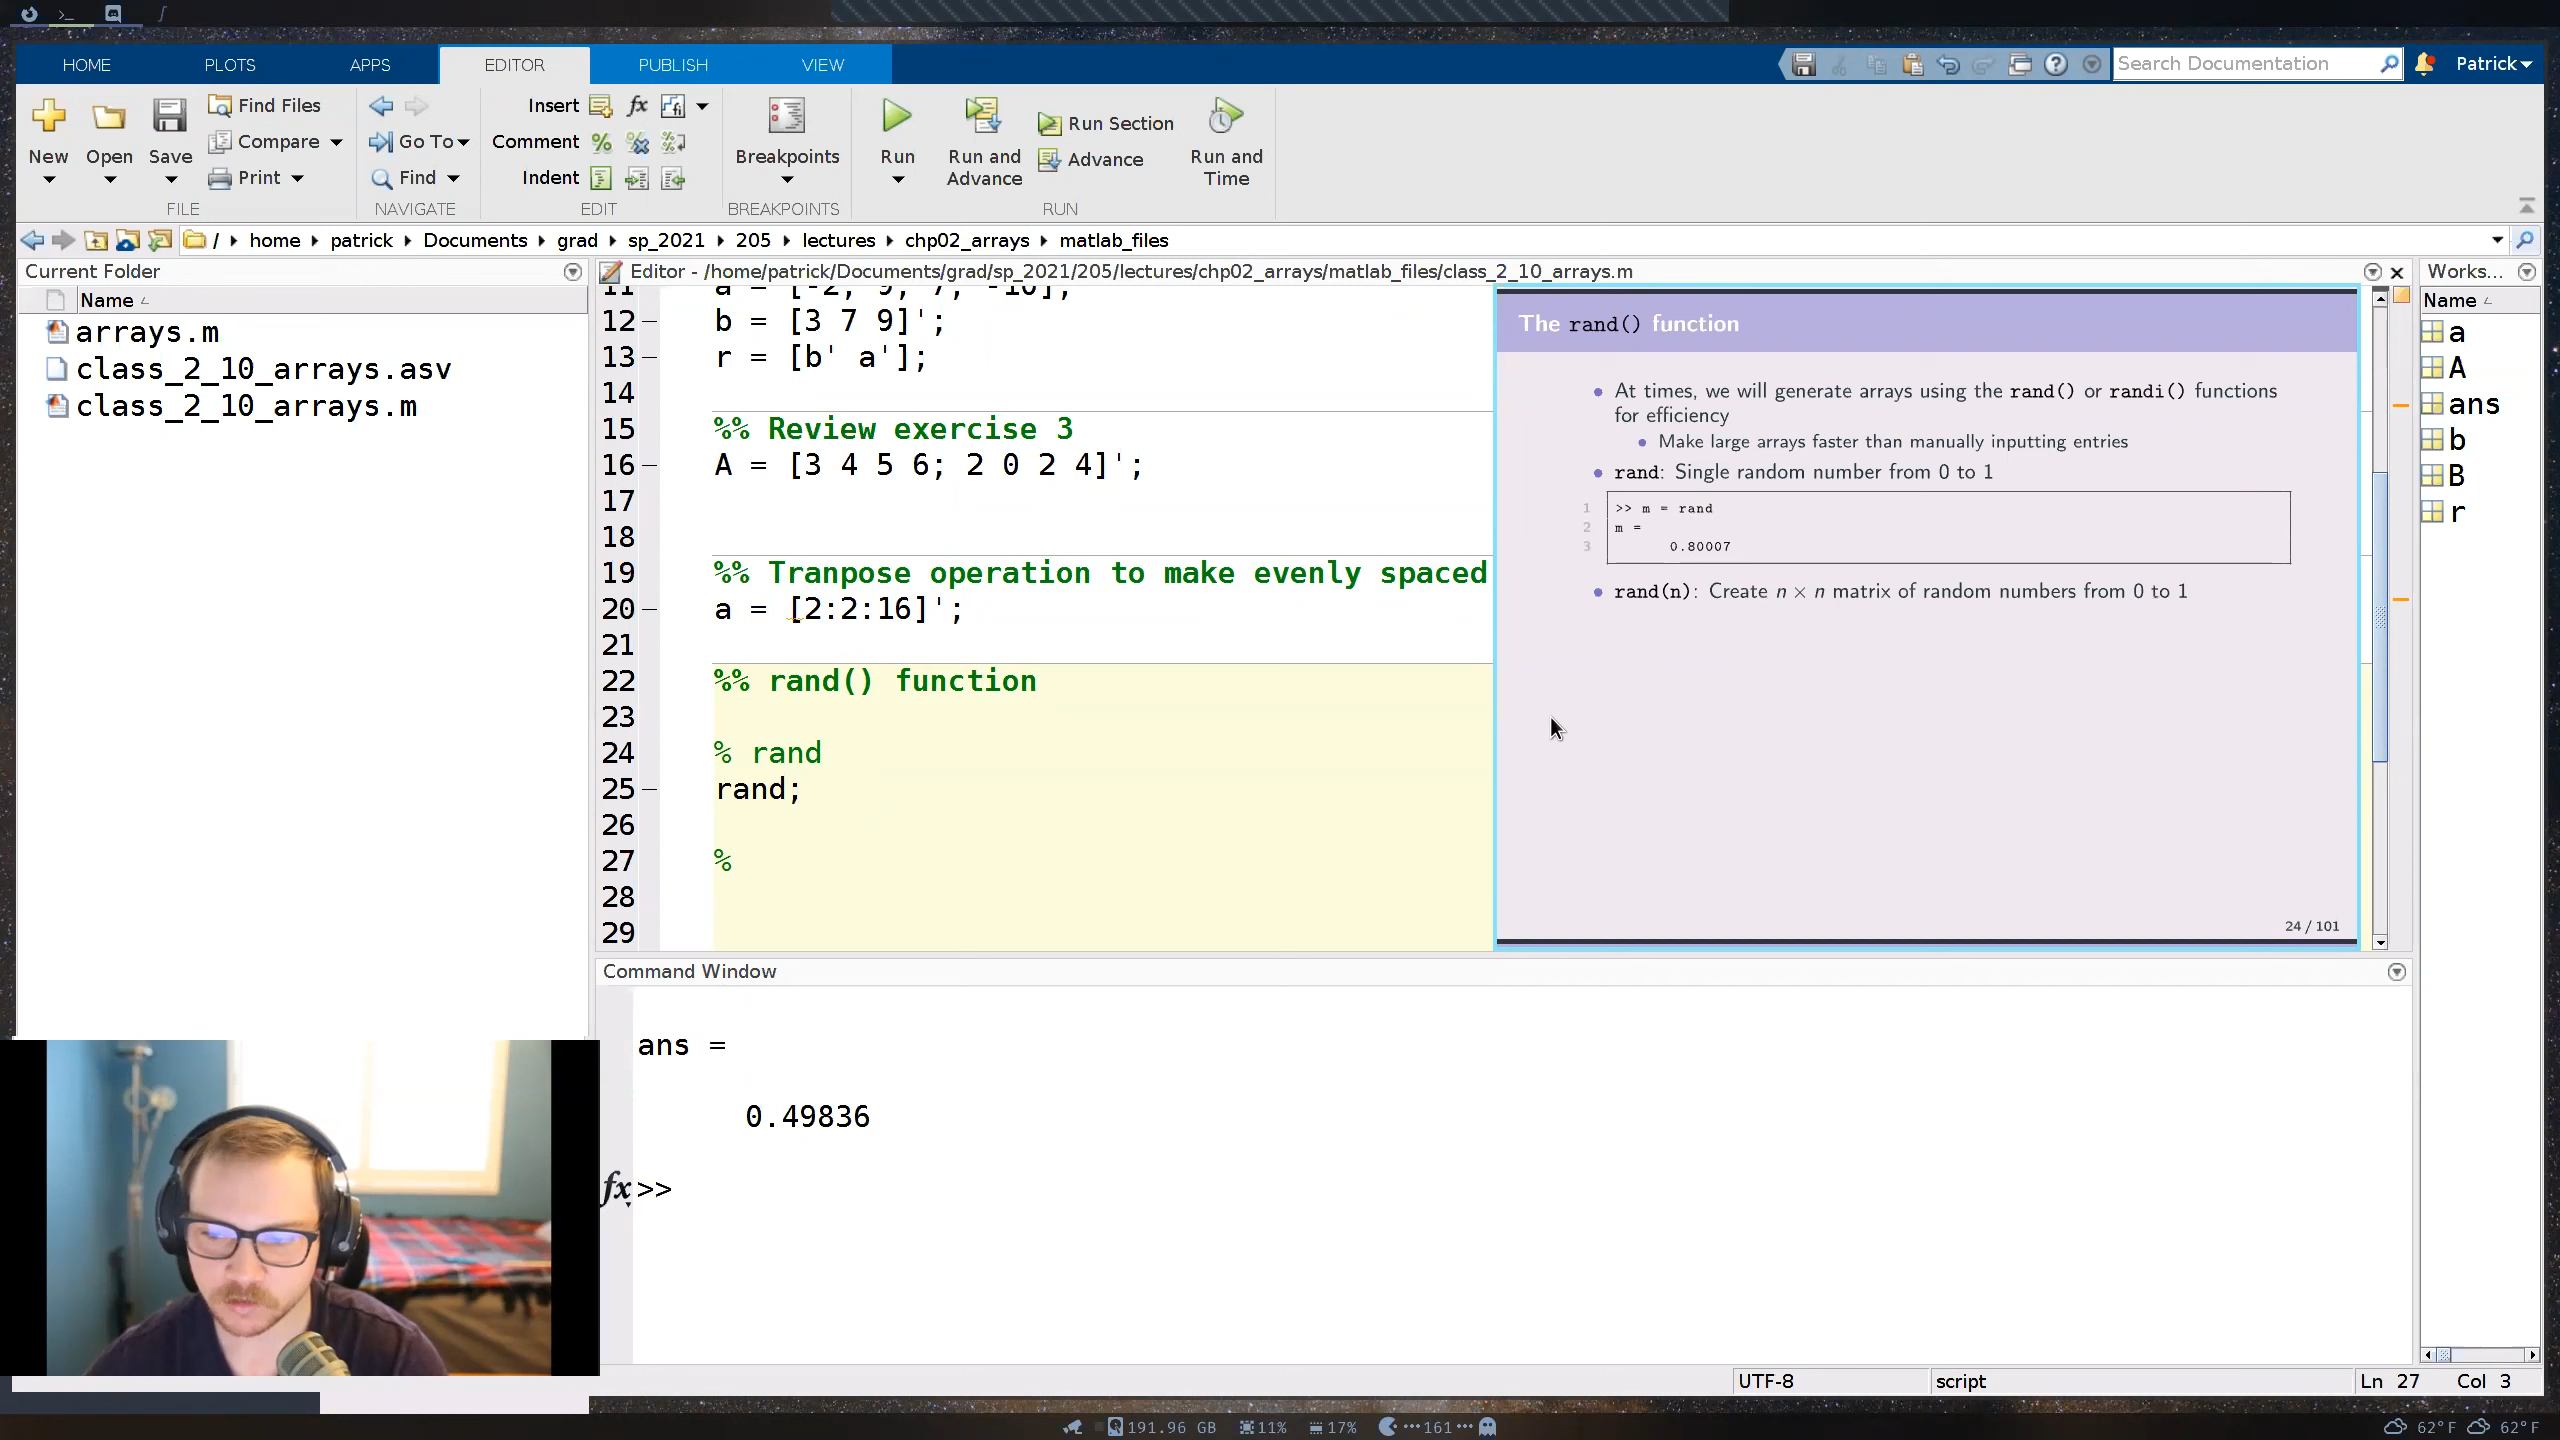 HOME PLOTS APPS EDITOR PUBLISH VIEW Search Documentation Patrick
New Open Save Find Files Compare Print FILE
Go To Find NAVIGATE
Insert fx fi Comment Indent EDIT
Breakpoints BREAKPOINTS
Run Run and Advance Run Section Advance Run and Time RUN
/ home patrick Documents grad sp_2021 205 lectures chp02_arrays matlab_files
Current Folder
Name
arrays.m
class_2_10_arrays.asv
class_2_10_arrays.m
Editor - /home/patrick/Documents/grad/sp_2021/205/lectures/chp02_arrays/matlab_files/class_2_10_arrays.m
11 a = [-2; 9; 7; -10];
12 b = [3 7 9]';
13 r = [b' a'];
14
15 %% Review exercise 3
16 A = [3 4 5 6; 2 0 2 4]';
17
18
19 %% Tranpose operation to make evenly spaced
20 a = [2:2:16]';
21
22 %% rand() function
23
24 % rand
25 rand;
26
27 %
28
29
The rand() function
At times, we will generate arrays using the rand() or randi() functions
for efficiency
Make large arrays faster than manually inputting entries
rand: Single random number from 0 to 1
1 >> m = rand
2 m =
3 0.80007
rand(n): Create n × n matrix of random numbers from 0 to 1
24 / 101
Works...
Name
a
A
ans
b
B
r
Command Window
ans =
0.49836
fx >>
UTF-8 script Ln 27 Col 3
191.96 GB 11% 17% 161 62°F 62°F